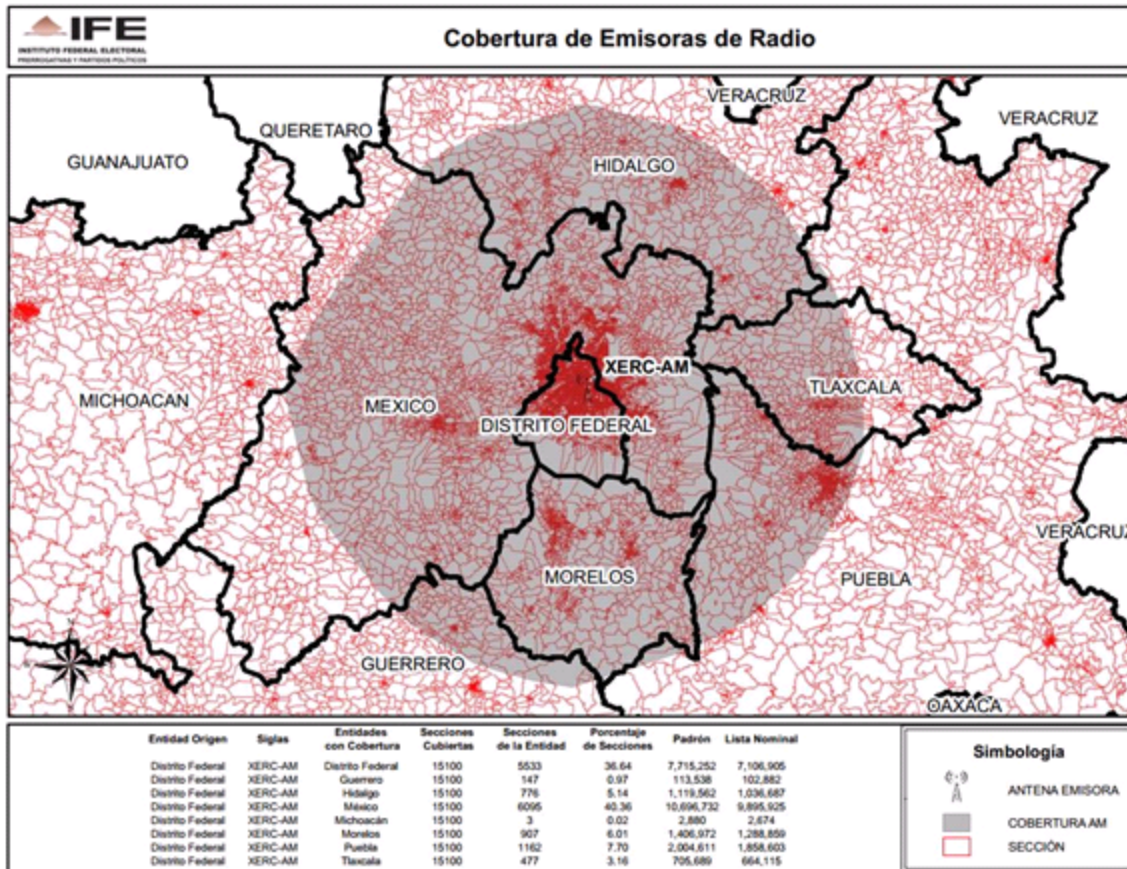 IFE
INSTITUTO FEDERAL ELECTORAL
PRERROGATIVAS Y PARTIDOS POLÍTICOS
Cobertura de Emisoras de Radio
VERACRUZ
VERACRUZ
QUERETARO
GUANAJUATO
HIDALGO
XERC-AM
TLAXCALA
MICHOACAN
MEXICO
DISTRITO FEDERAL
VERACRUZ
MORELOS
PUEBLA
GUERRERO
OAXACA
Entidad Origen Siglas Entidades con Cobertura Secciones Cubiertas Secciones de la Entidad Porcentaje de Secciones Padrón Lista Nominal
Distrito Federal XERC-AM Distrito Federal 15100 5533 36.64 7,715,252 7,106,905
Distrito Federal XERC-AM Guerrero 15100 147 0.97 113,538 102,882
Distrito Federal XERC-AM Hidalgo 15100 776 5.14 1,119,562 1,036,687
Distrito Federal XERC-AM México 15100 6095 40.36 10,696,732 9,895,925
Distrito Federal XERC-AM Michoacán 15100 3 0.02 2,880 2,674
Distrito Federal XERC-AM Morelos 15100 907 6.01 1,406,972 1,288,859
Distrito Federal XERC-AM Puebla 15100 1162 7.70 2,004,611 1,858,603
Distrito Federal XERC-AM Tlaxcala 15100 477 3.16 705,689 664,115
Simbología
ANTENA EMISORA
COBERTURA AM
SECCIÓN